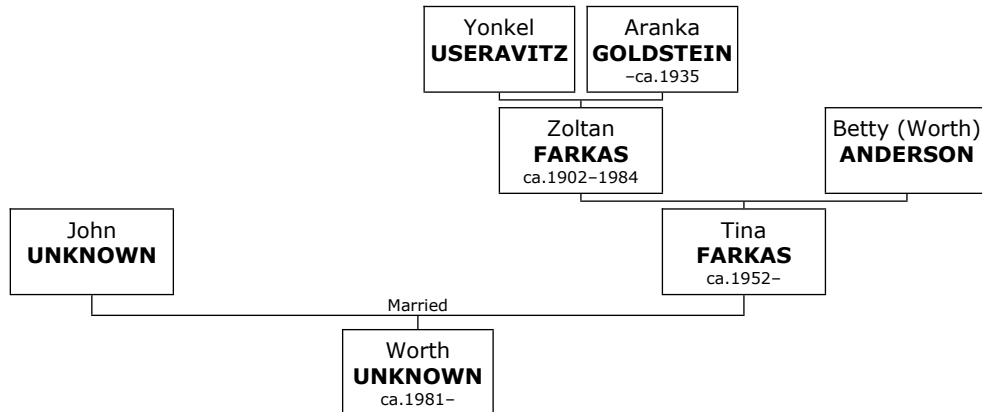 Yonkel
USERAVITZ
Aranka
GOLDSTEIN
–ca.1935
Zoltan
FARKAS
ca.1902–1984
Betty (Worth)
ANDERSON
John
UNKNOWN
Tina
FARKAS
ca.1952–
Married
Worth
UNKNOWN
ca.1981–